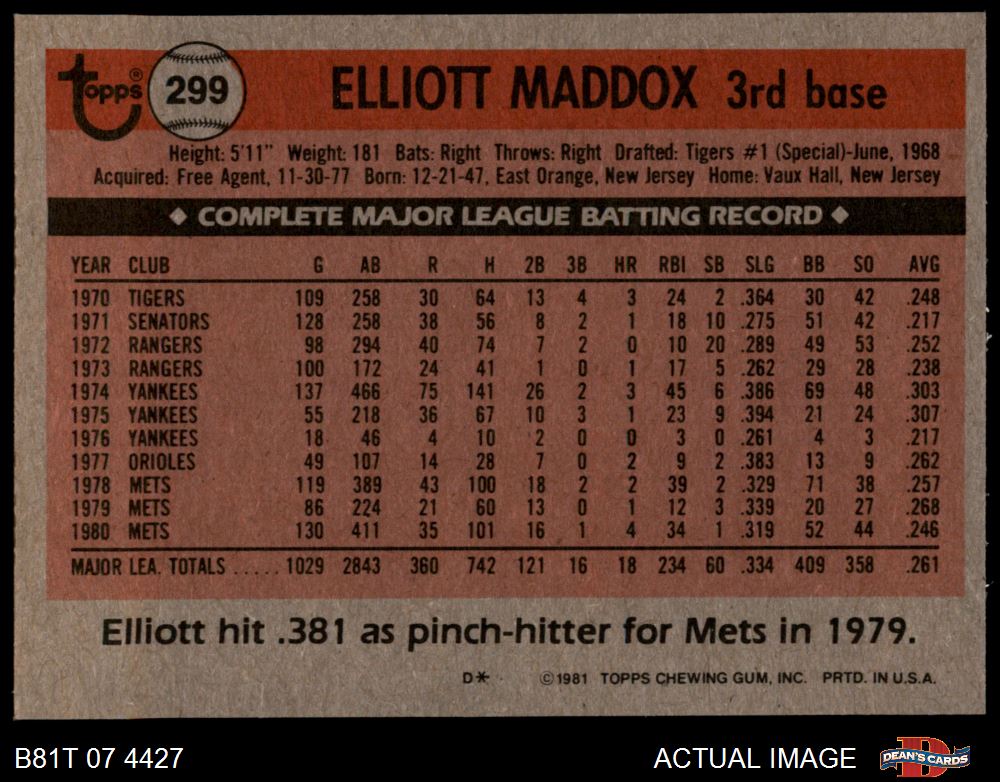 topps® 299 ELLIOTT MADDOX 3rd base
Height: 5'11" Weight: 181 Bats: Right Throws: Right Drafted: Tigers #1 (Special)-June, 1968
Acquired: Free Agent, 11-30-77 Born: 12-21-47, East Orange, New Jersey Home: Vaux Hall, New Jersey
◆ COMPLETE MAJOR LEAGUE BATTING RECORD ◆
YEAR CLUB G AB R H 2B 3B HR RBI SB SLG BB SO AVG
1970 TIGERS 109 258 30 64 13 4 3 24 2 .364 30 42 .248
1971 SENATORS 128 258 38 56 8 2 1 18 10 .275 51 42 .217
1972 RANGERS 98 294 40 74 7 2 0 10 20 .289 49 53 .252
1973 RANGERS 100 172 24 41 1 0 1 17 5 .262 29 28 .238
1974 YANKEES 137 466 75 141 26 2 3 45 6 .386 69 48 .303
1975 YANKEES 55 218 36 67 10 3 1 23 9 .394 21 24 .307
1976 YANKEES 18 46 4 10 2 0 0 3 0 .261 4 3 .217
1977 ORIOLES 49 107 14 28 7 0 2 9 2 .383 13 9 .262
1978 METS 119 389 43 100 18 2 2 39 2 .329 71 38 .257
1979 METS 86 224 21 60 13 0 1 12 3 .339 20 27 .268
1980 METS 130 411 35 101 16 1 4 34 1 .319 52 44 .246
MAJOR LEA. TOTALS ..... 1029 2843 360 742 121 16 18 234 60 .334 409 358 .261
Elliott hit .381 as pinch-hitter for Mets in 1979.
D* ©1981 TOPPS CHEWING GUM, INC. PRTD. IN U.S.A.
B81T 07 4427 ACTUAL IMAGE DEAN'S CARDS